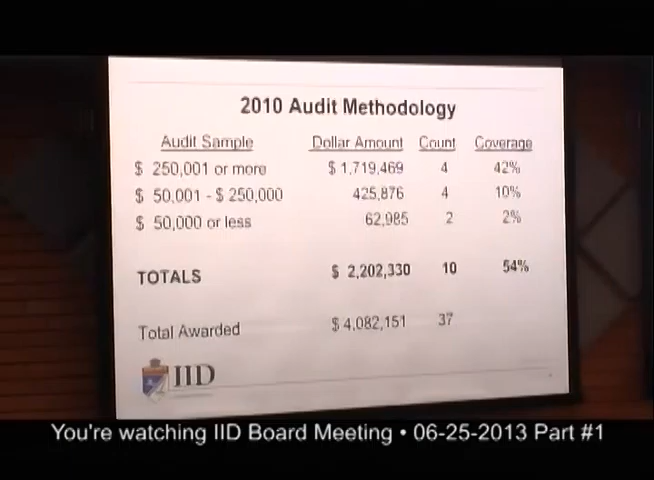 2010 Audit Methodology
Audit Sample Dollar Amount Count Coverage
$ 250,001 or more $ 1,719,469 4 42%
$ 50,001 - $ 250,000 425,876 4 10%
$ 50,000 or less 62,985 2 2%
TOTALS $ 2,202,330 10 54%
Total Awarded $ 4,082,151 37
IID
You're watching IID Board Meeting • 06-25-2013 Part #1